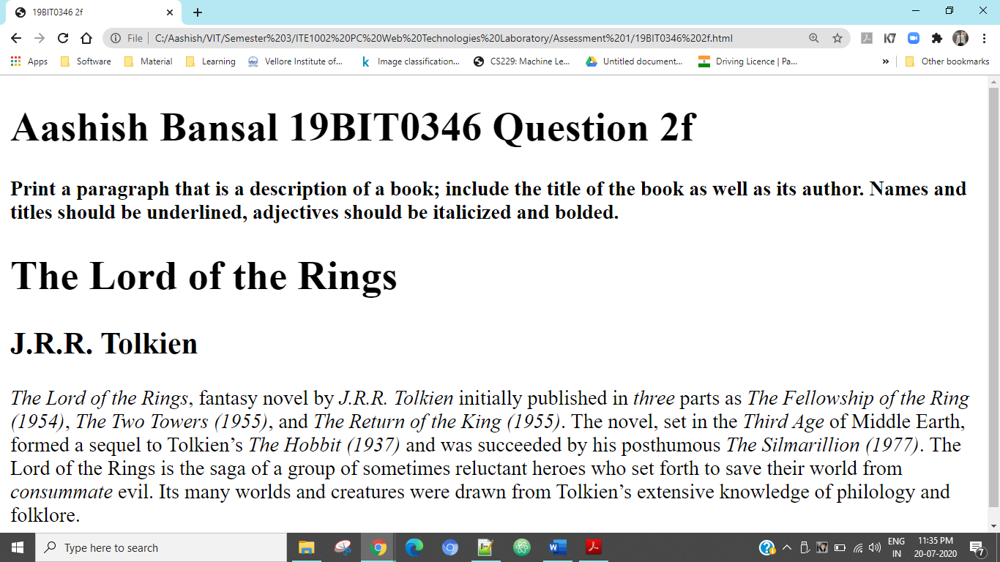 19BIT0346 2f
File | C:/Aashish/VIT/Semester%203/ITE1002%20PC%20Web%20Technologies%20Laboratory/Assessment%201/19BIT0346%202f.html
Apps Software Material Learning Vellore Institute of... Image classification... CS229: Machine Le... Untitled document... Driving Licence | Pa... » Other bookmarks
Aashish Bansal 19BIT0346 Question 2f
Print a paragraph that is a description of a book; include the title of the book as well as its author. Names and
titles should be underlined, adjectives should be italicized and bolded.
The Lord of the Rings
J.R.R. Tolkien
The Lord of the Rings, fantasy novel by J.R.R. Tolkien initially published in three parts as The Fellowship of the Ring
(1954), The Two Towers (1955), and The Return of the King (1955). The novel, set in the Third Age of Middle Earth,
formed a sequel to Tolkien’s The Hobbit (1937) and was succeeded by his posthumous The Silmarillion (1977). The
Lord of the Rings is the saga of a group of sometimes reluctant heroes who set forth to save their world from
consummate evil. Its many worlds and creatures were drawn from Tolkien’s extensive knowledge of philology and
folklore.
Type here to search
ENG 11:35 PM
IN 20-07-2020 7